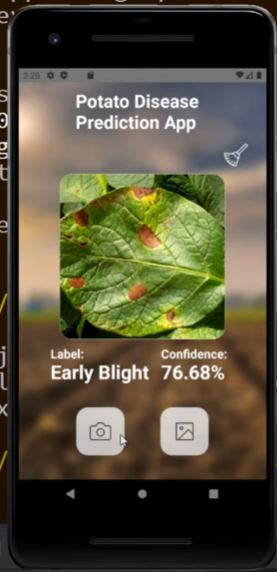 2:20
Potato Disease
Prediction App
Label:
Confidence:
Early Blight
76.68%